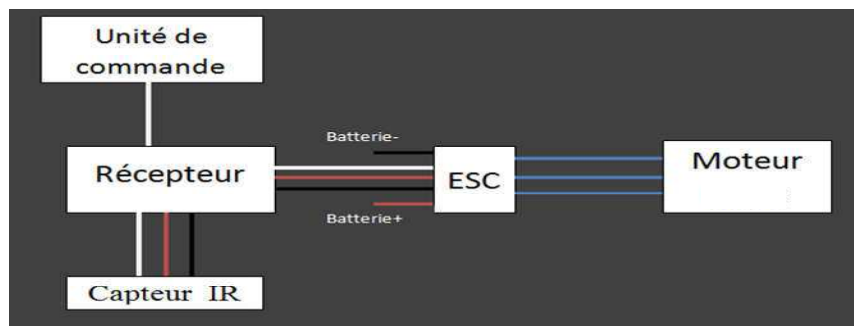 Unité de
commande
Batterie-
Récepteur
ESC
Moteur
Batterie+
Capteur IR